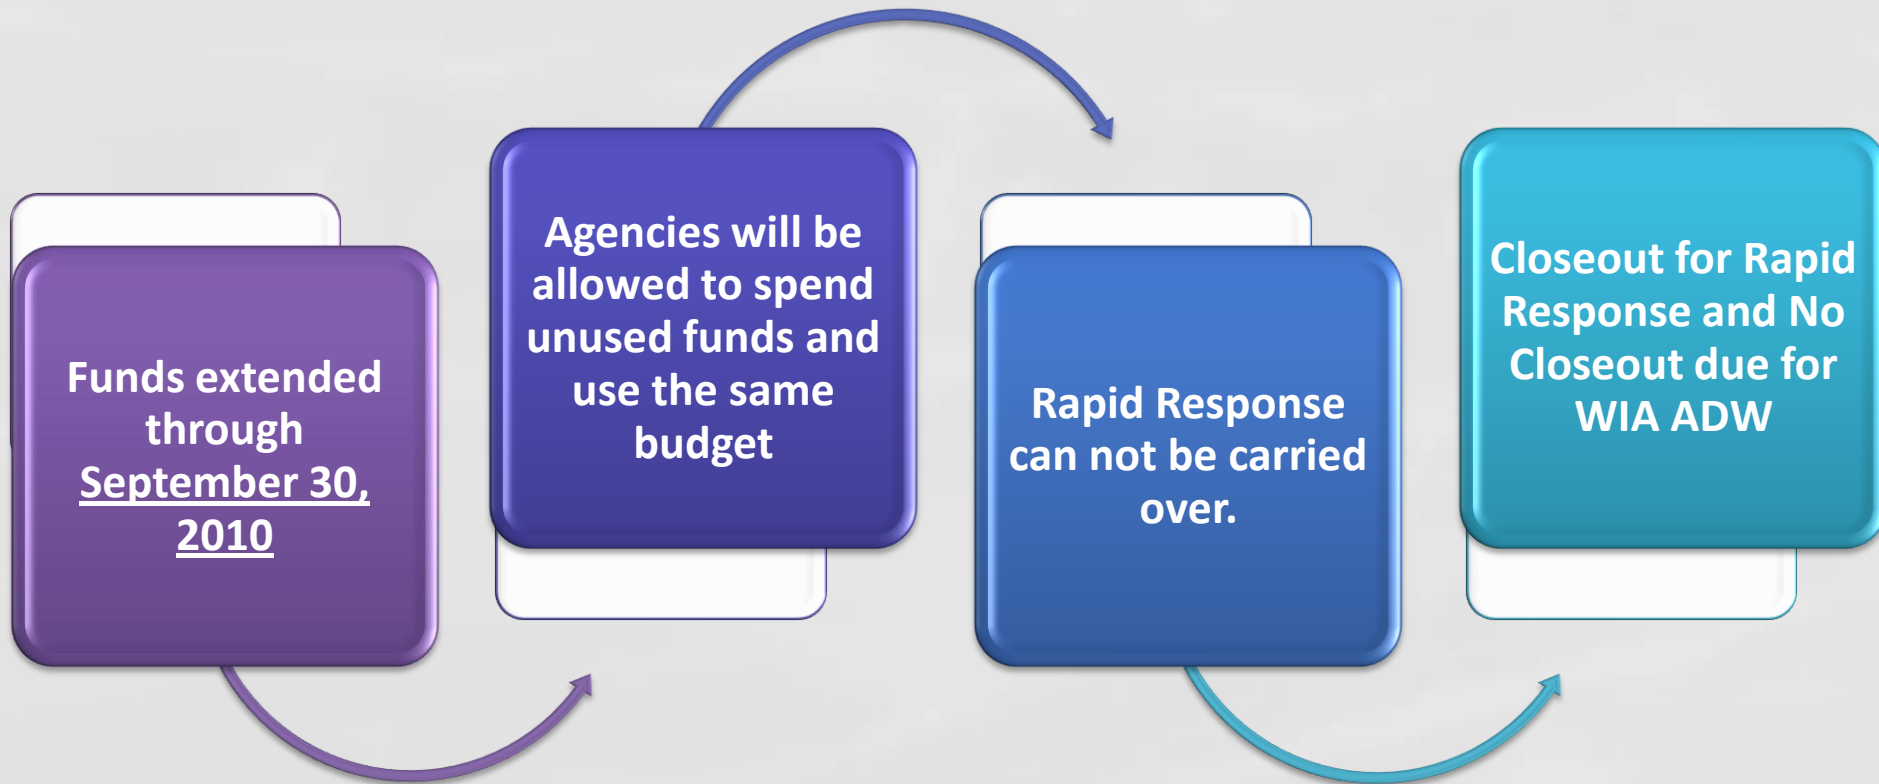 Funds extended
through
September 30,
2010
Agencies will be
allowed to spend
unused funds and
use the same
budget
Rapid Response
can not be carried
over.
Closeout for Rapid
Response and No
Closeout due for
WIA ADW